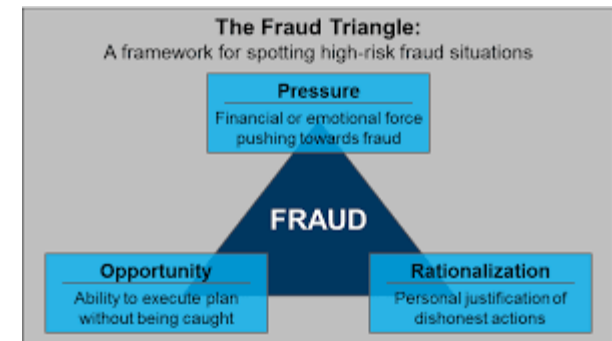 The Fraud Triangle:
A framework for spotting high-risk fraud situations
Pressure
Financial or emotional force
pushing towards fraud
FRAUD
Opportunity
Ability to execute plan
without being caught
Rationalization
Personal justification of
dishonest actions